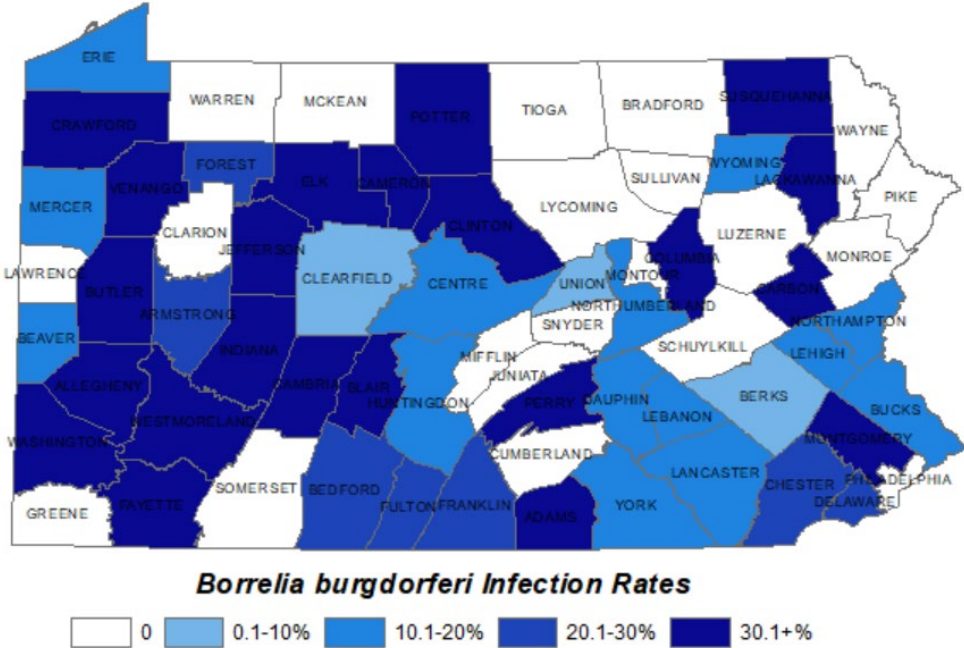 ERIE
WARREN
MCKEAN
POTTER
TIOGA
BRADFORD
SUSQUEHANNA
WAYNE
CRAWFORD
FOREST
ELK
CAMERON
SULLIVAN
WYOMING
LACKAWANNA
PIKE
MERCER
VENANGO
CLARION
JEFFERSON
CLINTON
LYCOMING
LUZERNE
MONROE
LAWRENCE
BUTLER
CLEARFIELD
CENTRE
UNION
MONTOUR
COLUMBIA
CARBON
BEAVER
ARMSTRONG
NORTHUMBERLAND
SNYDER
SCHUYLKILL
NORTHAMPTON
INDIANA
MIFFLIN
JUNIATA
LEHIGH
ALLEGHENY
CAMBRIA
BLAIR
HUNTINGDON
PERRY
DAUPHIN
LEBANON
BERKS
BUCKS
WASHINGTON
WESTMORELAND
CUMBERLAND
MONTGOMERY
GREENE
FAYETTE
SOMERSET
BEDFORD
FULTON
FRANKLIN
ADAMS
YORK
LANCASTER
CHESTER
DELAWARE
PHILADELPHIA
Borrelia burgdorferi Infection Rates
0 0.1-10% 10.1-20% 20.1-30% 30.1+%